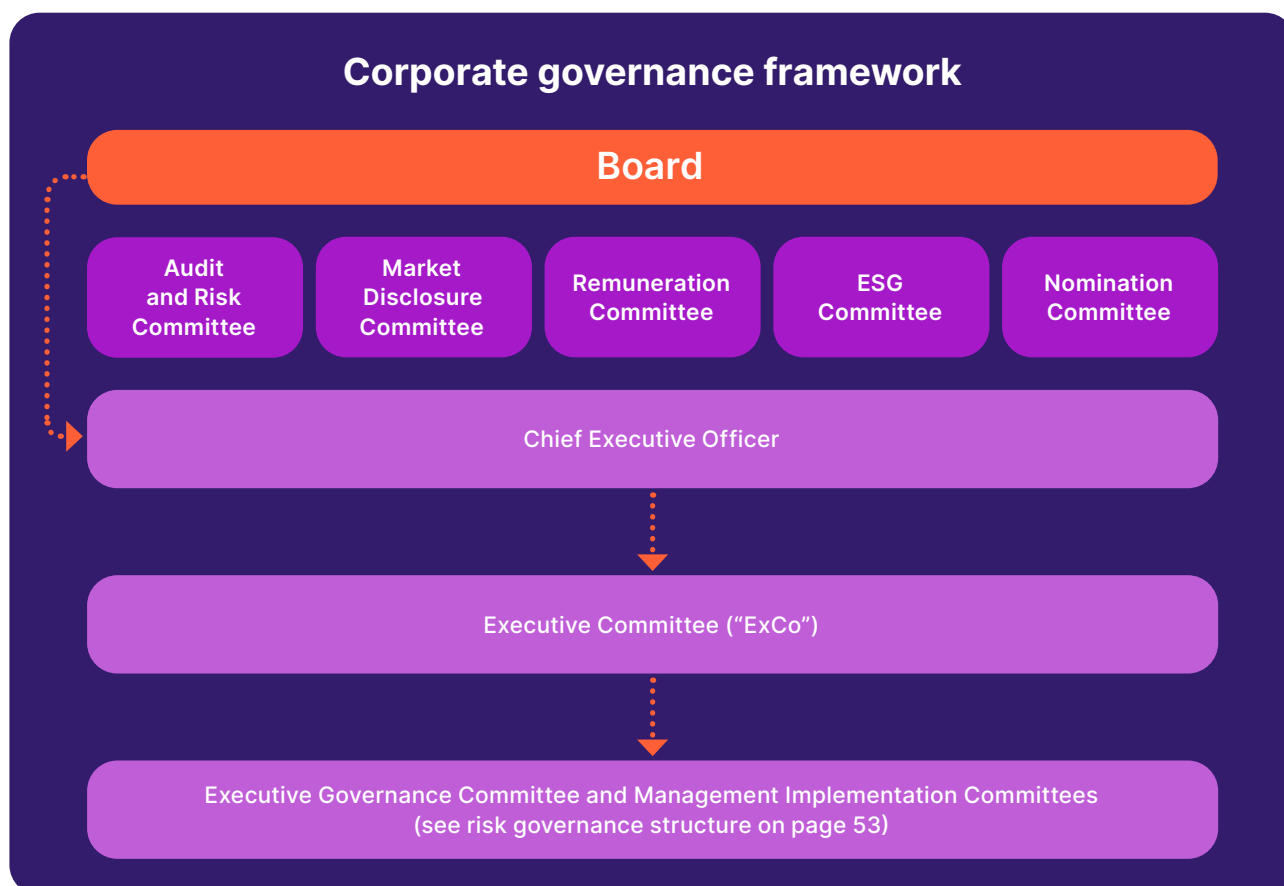 Corporate governance framework
Board
Audit
and Risk
Committee
Market
Disclosure
Committee
Remuneration
Committee
ESG
Committee
Nomination
Committee
Chief Executive Officer
Executive Committee (“ExCo”)
Executive Governance Committee and Management Implementation Committees
(see risk governance structure on page 53)